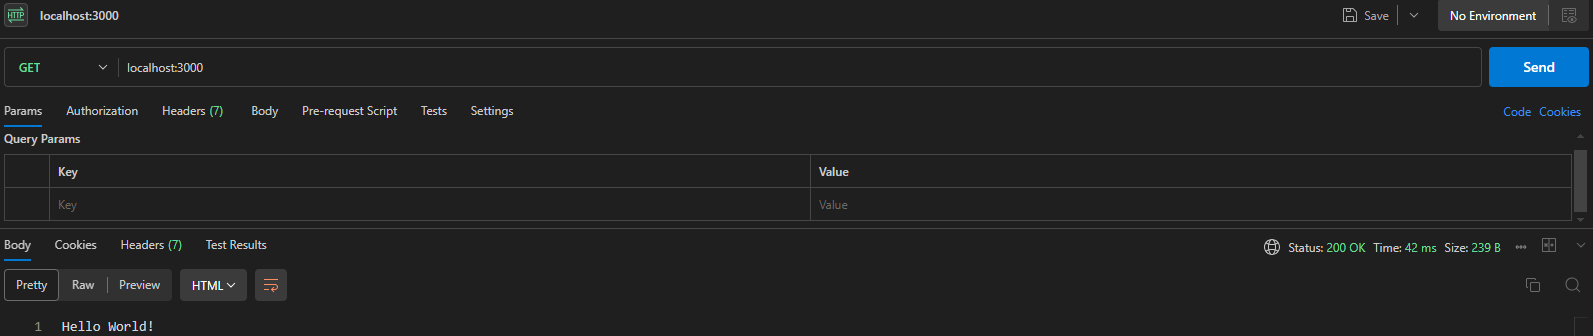 HTTP localhost:3000 Save No Environment
GET localhost:3000 Send
Params Authorization Headers (7) Body Pre-request Script Tests Settings Code Cookies
Query Params
Key Value
Key Value
Body Cookies Headers (7) Test Results Status: 200 OK Time: 42 ms Size: 239 B
Pretty Raw Preview HTML
1 Hello World!